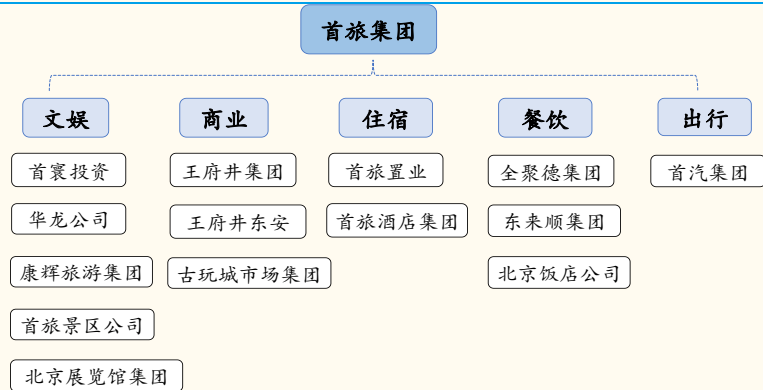 首旅集团
文娱
商业
住宿
餐饮
出行
首寰投资
王府井集团
首旅置业
全聚德集团
首汽集团
华龙公司
王府井东安
首旅酒店集团
东来顺集团
康辉旅游集团
古玩城市场集团
北京饭店公司
首旅景区公司
北京展览馆集团